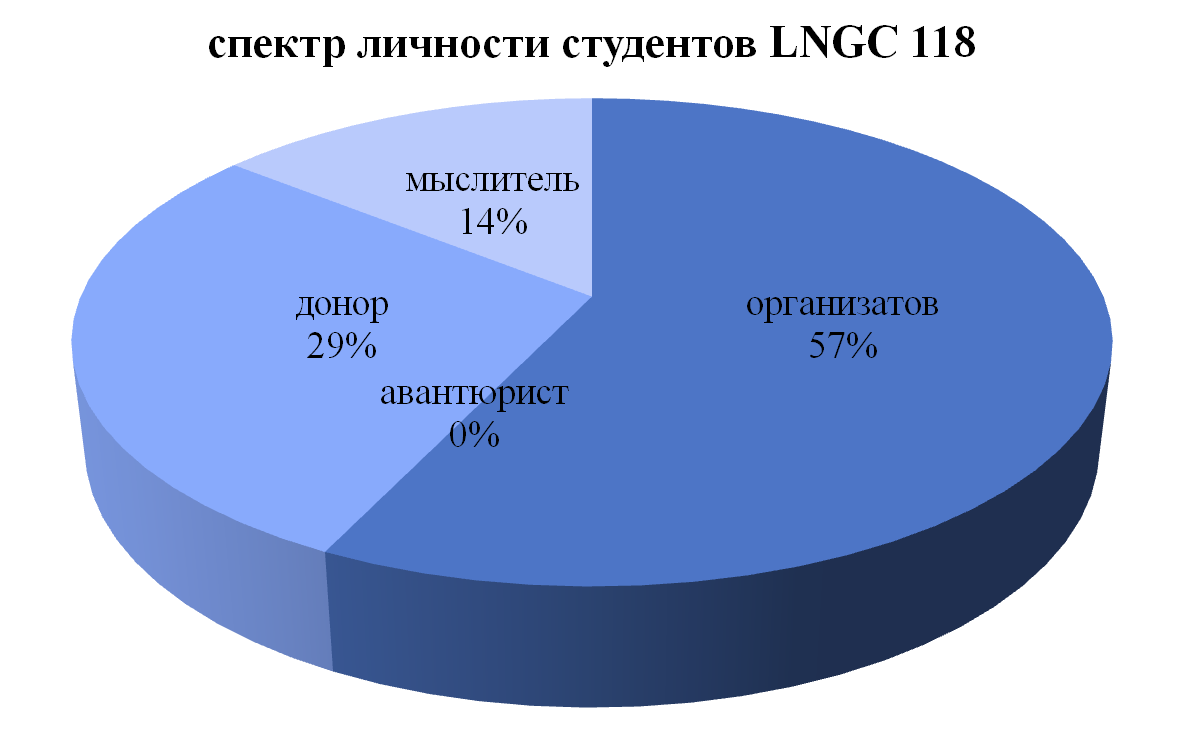 спектр личности студентов LNGC 118
мыслитель
14%
донор
29%
организатов
57%
авантюрист
0%